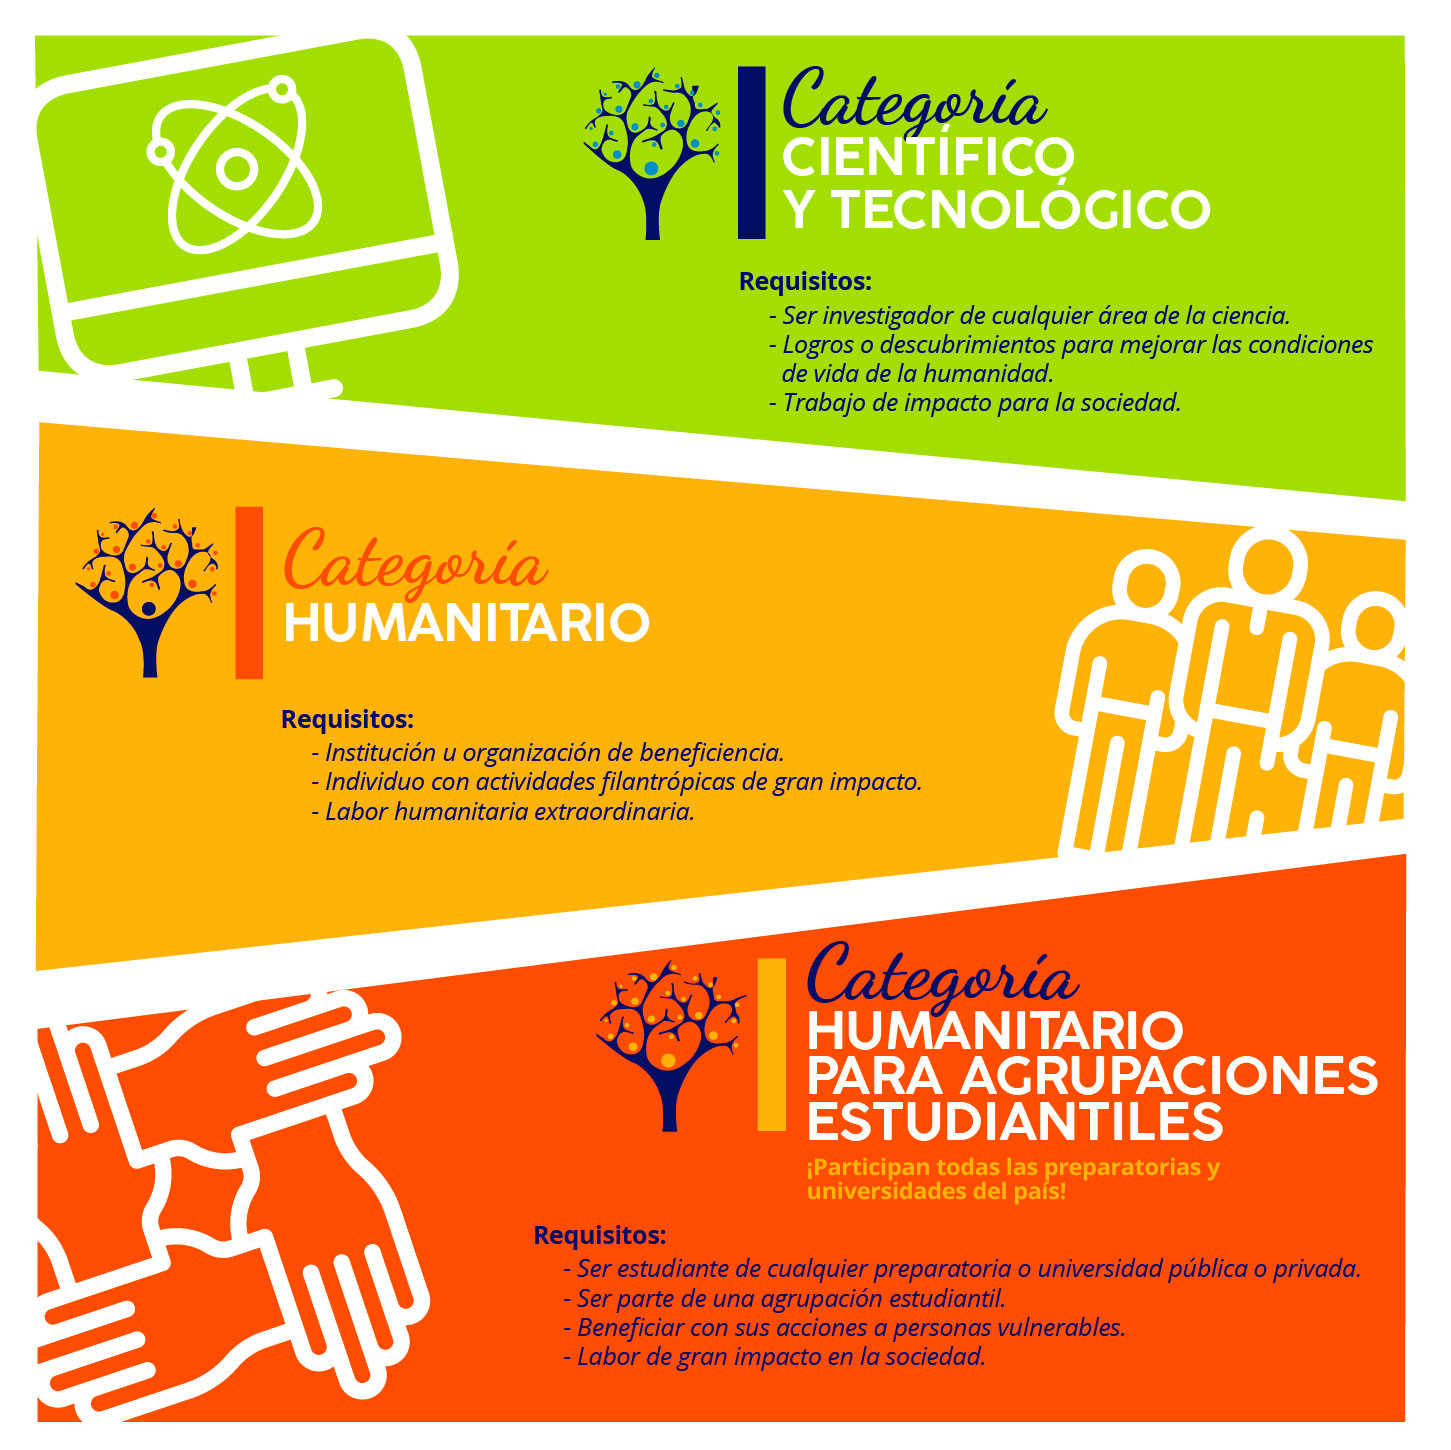 Categoría
CIENTÍFICO
Y TECNOLÓGICO
Requisitos:
- Ser investigador de cualquier área de la ciencia.
- Logros o descubrimientos para mejorar las condiciones
de vida de la humanidad.
- Trabajo de impacto para la sociedad.
Categoría
HUMANITARIO
Requisitos:
- Institución u organización de beneficiencia.
- Individuo con actividades filantrópicas de gran impacto.
- Labor humanitaria extraordinaria.
Categoría
HUMANITARIO
PARA AGRUPACIONES
ESTUDIANTILES
¡Participan todas las preparatorias y
universidades del país!
Requisitos:
- Ser estudiante de cualquier preparatoria o universidad pública o privada.
- Ser parte de una agrupación estudiantil.
- Beneficiar con sus acciones a personas vulnerables.
- Labor de gran impacto en la sociedad.